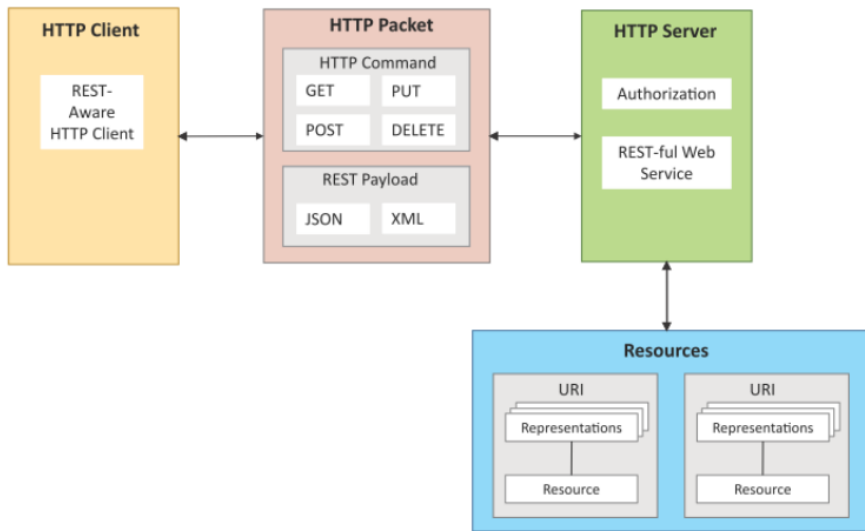 HTTP Client
REST-
Aware
HTTP Client
HTTP Packet
HTTP Command
GET
PUT
POST
DELETE
REST Payload
JSON
XML
HTTP Server
Authorization
REST-ful Web
Service
Resources
URI
Representations
Resource
URI
Representations
Resource